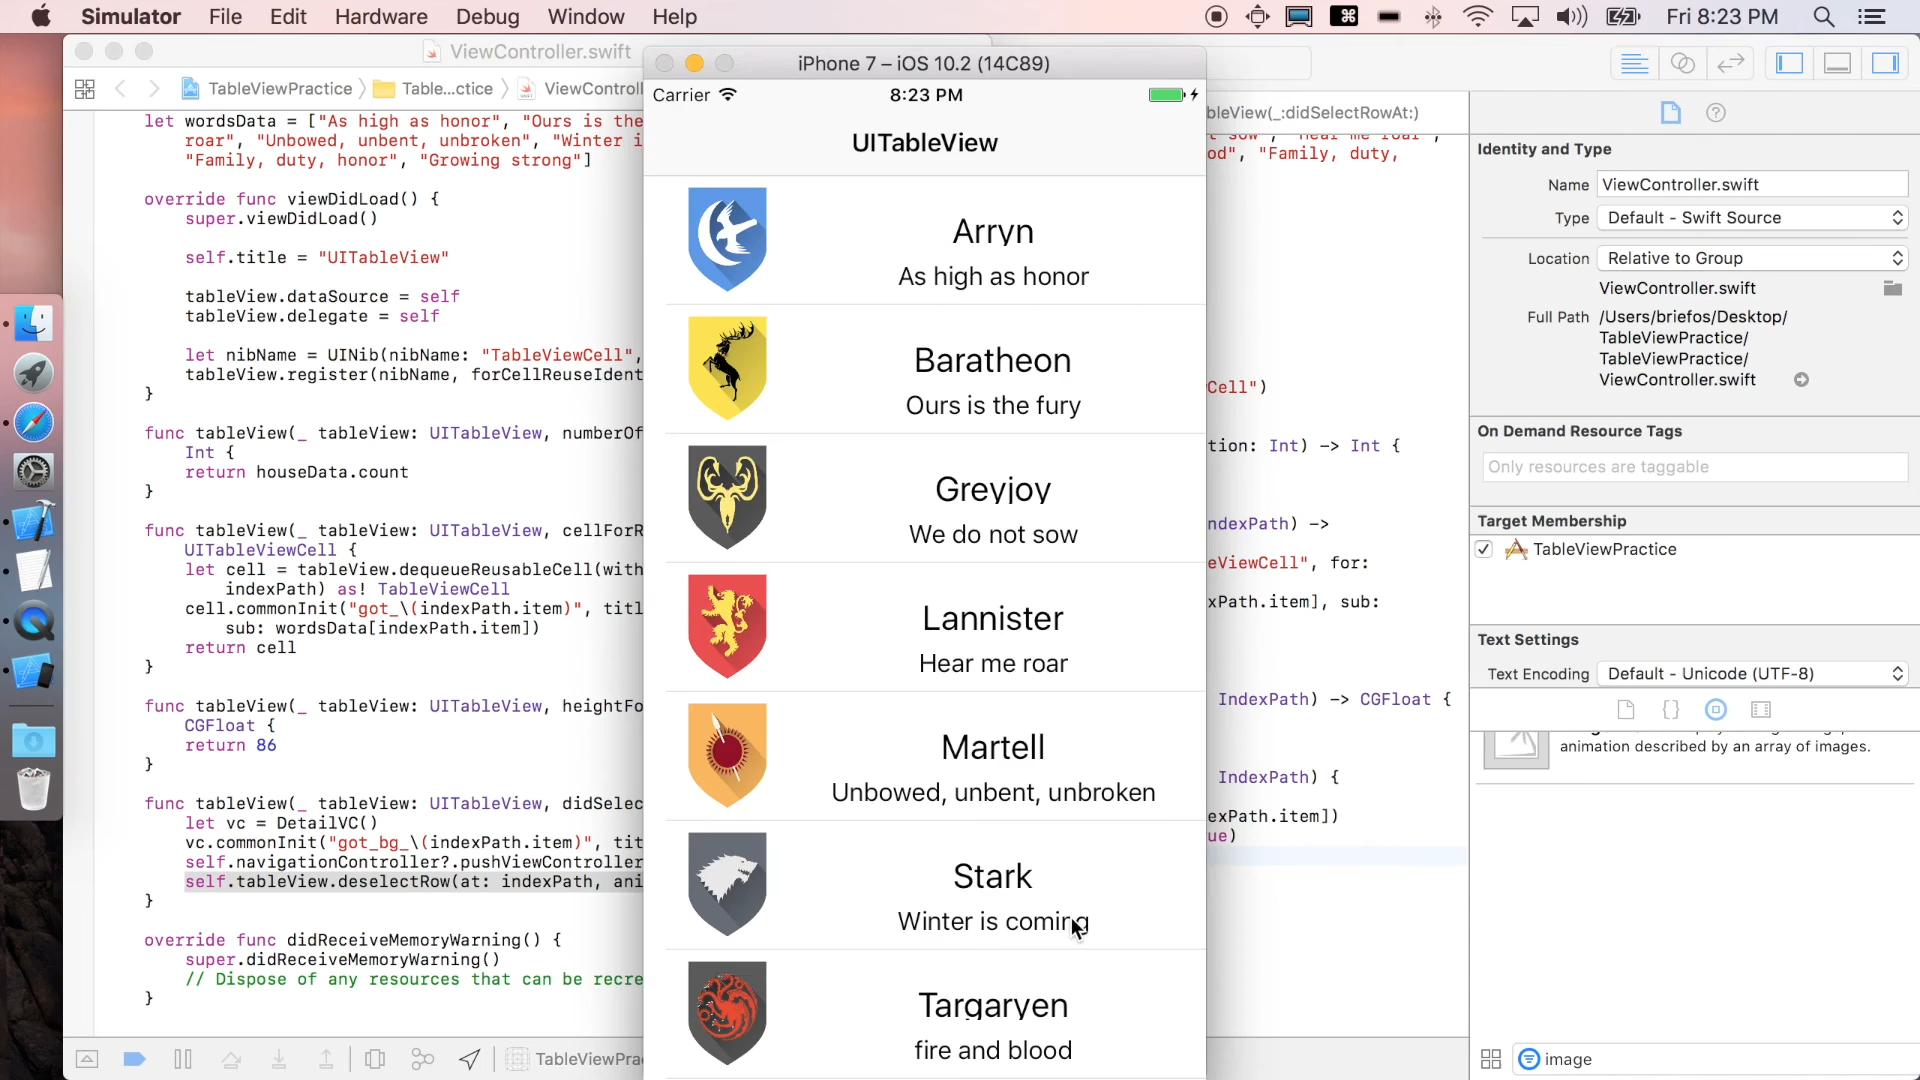 Simulator File Edit Hardware Debug Window Help Fri 8:23 PM
ViewController.swift
TableViewPractice Table...ctice ViewControl
let wordsData = ["As high as honor", "Ours is the
roar", "Unbowed, unbent, unbroken", "Winter i
"Family, duty, honor", "Growing strong"]
override func viewDidLoad() {
super.viewDidLoad()
self.title = "UITableView"
tableView.dataSource = self
tableView.delegate = self
let nibName = UINib(nibName: "TableViewCell",
tableView.register(nibName, forCellReuseIdent
}
func tableView(_ tableView: UITableView, numberOf
Int {
return houseData.count
}
func tableView(_ tableView: UITableView, cellForR
UITableViewCell {
let cell = tableView.dequeueReusableCell(with
indexPath) as! TableViewCell
cell.commonInit("got_\(indexPath.item)", titl
sub: wordsData[indexPath.item])
return cell
}
func tableView(_ tableView: UITableView, heightFo
CGFloat {
return 86
}
func tableView(_ tableView: UITableView, didSelec
let vc = DetailVC()
vc.commonInit("got_bg_\(indexPath.item)", tit
self.navigationController?.pushViewController
self.tableView.deselectRow(at: indexPath, ani
}
override func didReceiveMemoryWarning() {
super.didReceiveMemoryWarning()
// Dispose of any resources that can be recre
}
TableViewPra
iPhone 7 – iOS 10.2 (14C89)
Carrier 8:23 PM
UITableView
Arryn
As high as honor
Baratheon
Ours is the fury
Greyjoy
We do not sow
Lannister
Hear me roar
Martell
Unbowed, unbent, unbroken
Stark
Winter is coming
Targaryen
fire and blood
bleView(_:didSelectRowAt:)
t sow", "Hear me roar",
od", "Family, duty,
Cell")
tion: Int) -> Int {
ndexPath) ->
eViewCell", for:
xPath.item], sub:
IndexPath) -> CGFloat {
IndexPath) {
exPath.item])
ue)
Identity and Type
Name ViewController.swift
Type Default - Swift Source
Location Relative to Group
ViewController.swift
Full Path /Users/briefos/Desktop/
TableViewPractice/
TableViewPractice/
ViewController.swift
On Demand Resource Tags
Only resources are taggable
Target Membership
TableViewPractice
Text Settings
Text Encoding Default - Unicode (UTF-8)
animation described by an array of images.
image